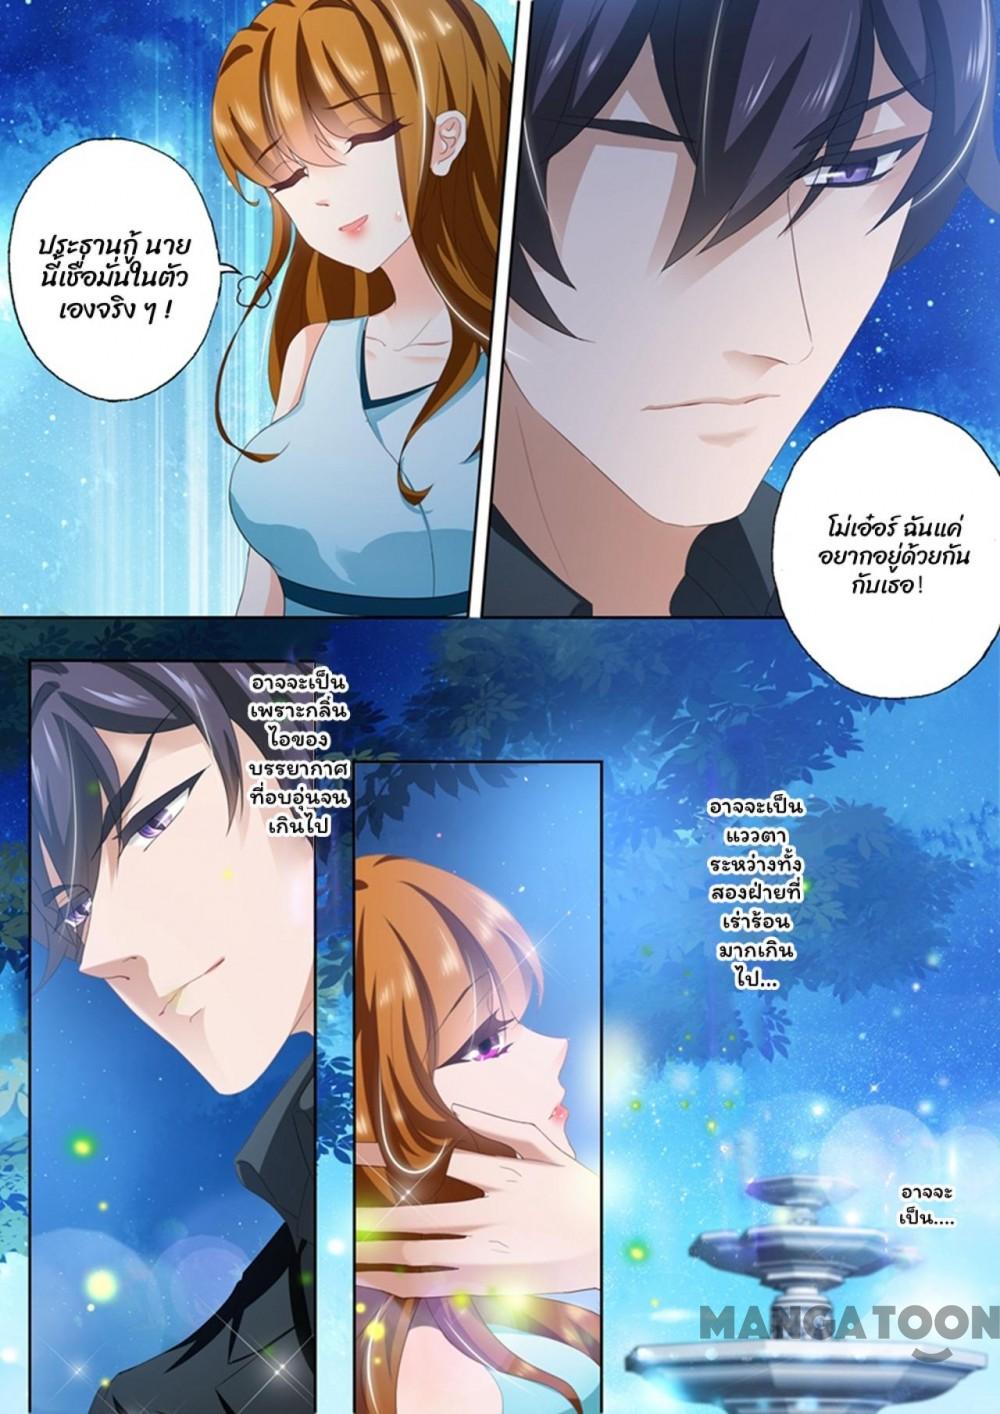 ประธานกู้ นาย
นี้เชื่อมั่นในตัว
เองจริง ๆ !
โม่เอ๋อร์ ฉันแค่
อยากอยู่ด้วยกัน
กับเธอ!
อาจจะเป็น
เพราะกลิ่น
ไอของ
บรรยากาศ
ที่อบอุ่นจน
เกินไป
อาจจะเป็น
แววตา
ระหว่างทั้ง
สองฝ่ายที่
เร่าร้อน
มากเกิน
ไป...
อาจจะ
เป็น....
MANGATOON